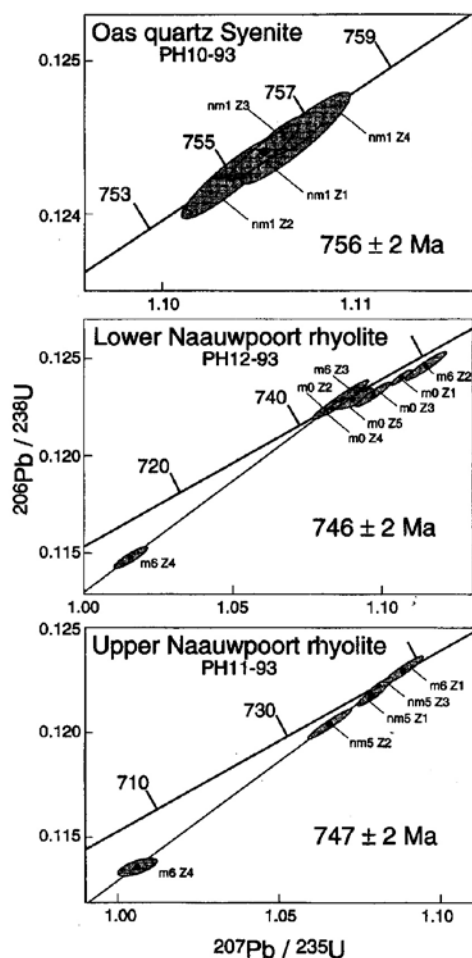 Oas quartz Syenite
PH10-93
759
0.125
757
nm1 Z3
nm1 Z4
755
753
nm1 Z1
0.124
nm1 Z2
756 ± 2 Ma
1.10
1.11
Lower Naauwpoort rhyolite
PH12-93
0.125
m6 Z3
m6 Z2
m0 Z2
740
m0 Z1
m0 Z3
m0 Z5
m0 Z4
0.120
720
746 ± 2 Ma
0.115
m6 Z4
1.00
1.05
1.10
206Pb / 238U
Upper Naauwpoort rhyolite
PH11-93
0.125
m6 Z1
nm5 Z3
730
nm5 Z1
0.120
nm5 Z2
710
0.115
747 ± 2 Ma
m6 Z4
1.00
1.05
1.10
207Pb / 235U